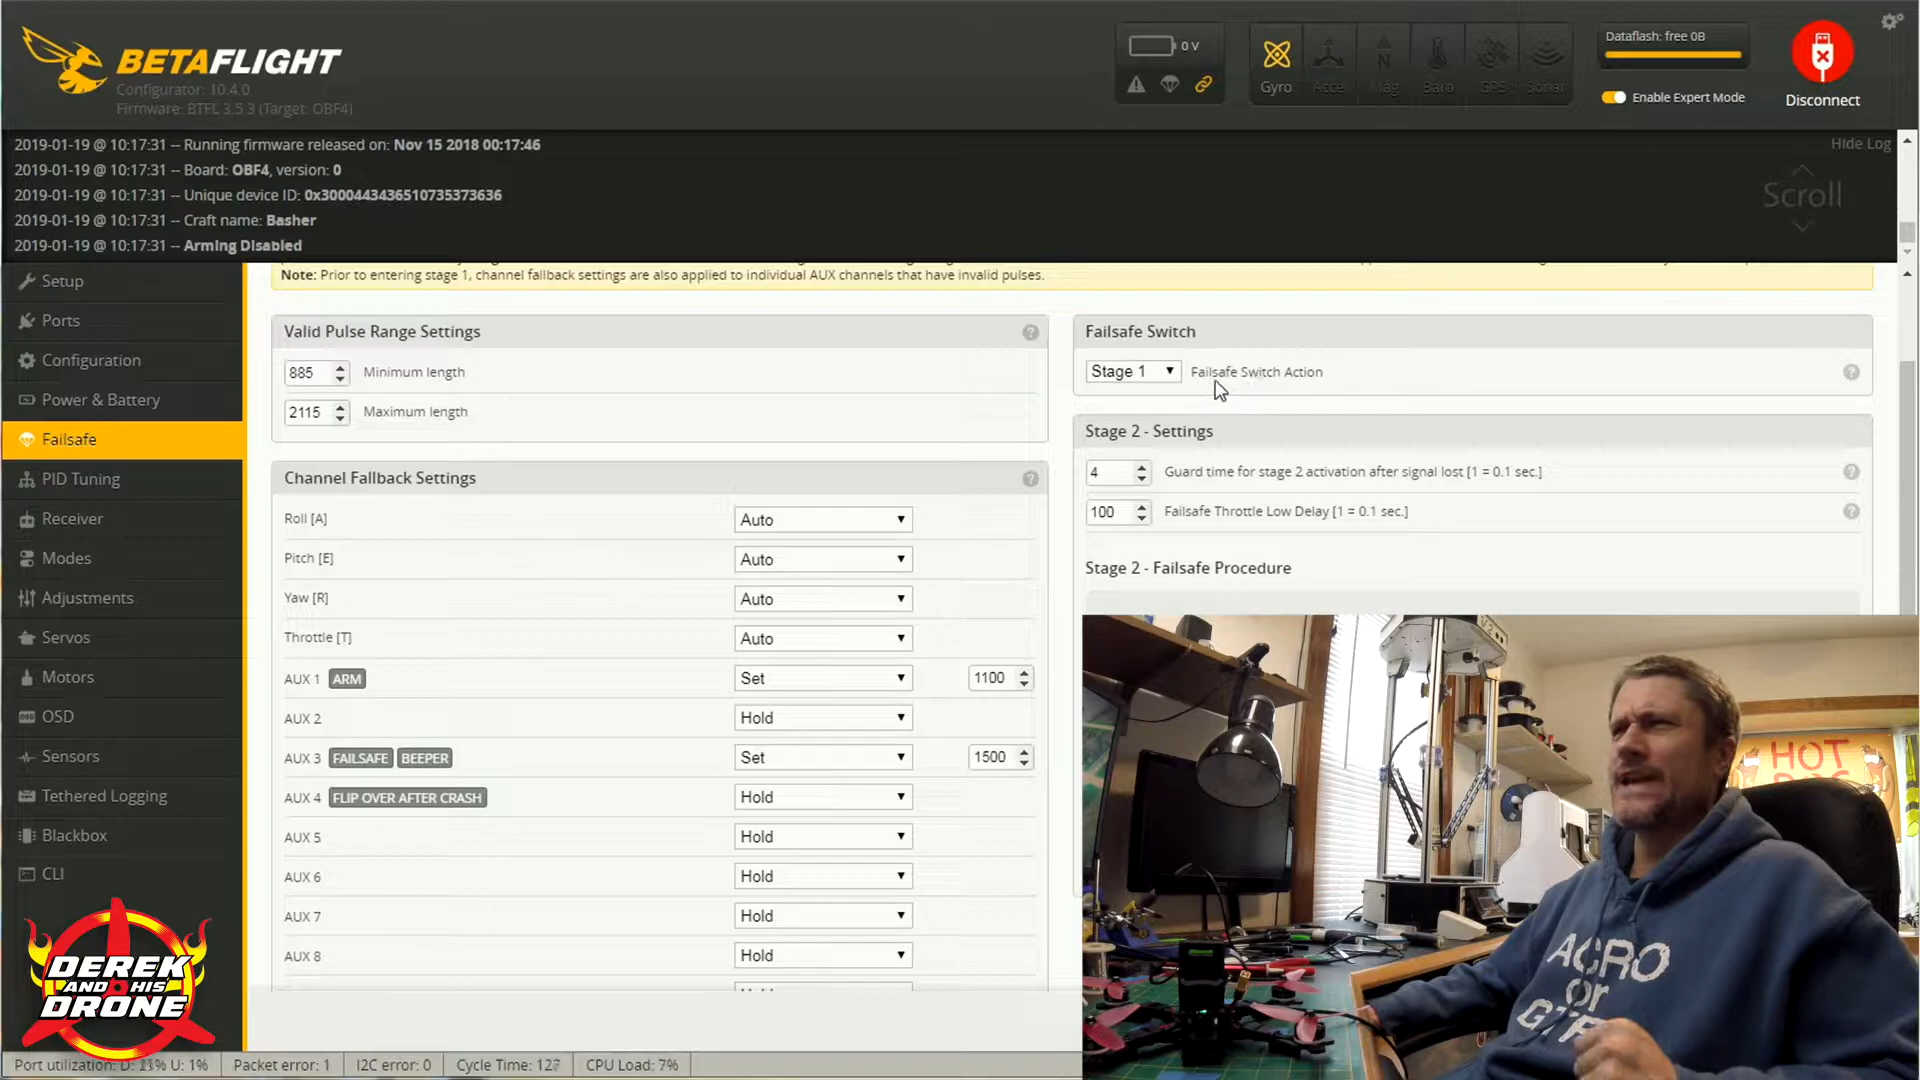 BETAFLIGHT
Configurator: 10.4.0
Firmware: BTFL 3.5.3 (Target: OBF4)
0 V
Gyro
Accel
Mag
Baro
GPS
Sonar
Dataflash: free 0B
Enable Expert Mode
Disconnect
2019-01-19 @ 10:17:31 -- Running firmware released on: Nov 15 2018 00:17:46
2019-01-19 @ 10:17:31 -- Board: OBF4, version: 0
2019-01-19 @ 10:17:31 -- Unique device ID: 0x3000443436510735373636
2019-01-19 @ 10:17:31 -- Craft name: Basher
2019-01-19 @ 10:17:31 -- Arming Disabled
Hide Log
Scroll
Setup
Ports
Configuration
Power & Battery
Failsafe
PID Tuning
Receiver
Modes
Adjustments
Servos
Motors
OSD
Sensors
Tethered Logging
Blackbox
CLI
DEREK
AND HIS
DRONE
Note: Prior to entering stage 1, channel fallback settings are also applied to individual AUX channels that have invalid pulses.
Valid Pulse Range Settings
885 Minimum length
2115 Maximum length
Channel Fallback Settings
Roll [A] Auto
Pitch [E] Auto
Yaw [R] Auto
Throttle [T] Auto
AUX 1 ARM Set 1100
AUX 2 Hold
AUX 3 FAILSAFE BEEPER Set 1500
AUX 4 FLIP OVER AFTER CRASH Hold
AUX 5 Hold
AUX 6 Hold
AUX 7 Hold
AUX 8 Hold
Failsafe Switch
Stage 1 Failsafe Switch Action
Stage 2 - Settings
4 Guard time for stage 2 activation after signal lost [1 = 0.1 sec.]
100 Failsafe Throttle Low Delay [1 = 0.1 sec.]
Stage 2 - Failsafe Procedure
HOT
ACRO
or
Port utilization: D: U: 1% Packet error: 1 I2C error: 0 Cycle Time: 127 CPU Load: 7%